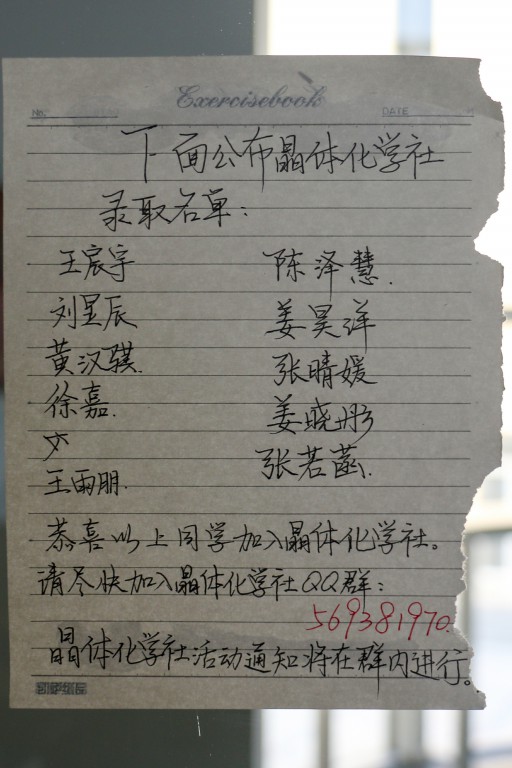 Exercisebook
No.
DATE
下面公布晶体化学社
录取名单：
王宸宇 陈泽慧.
刘星辰 姜昊洋
黄汉骐. 张晴媛
徐嘉. 姜晓彤
张若菡.
王雨朋.
恭喜以上同学加入晶体化学社。
请尽快加入晶体化学社QQ群：
569381970.
晶体化学社活动通知将在群内进行。